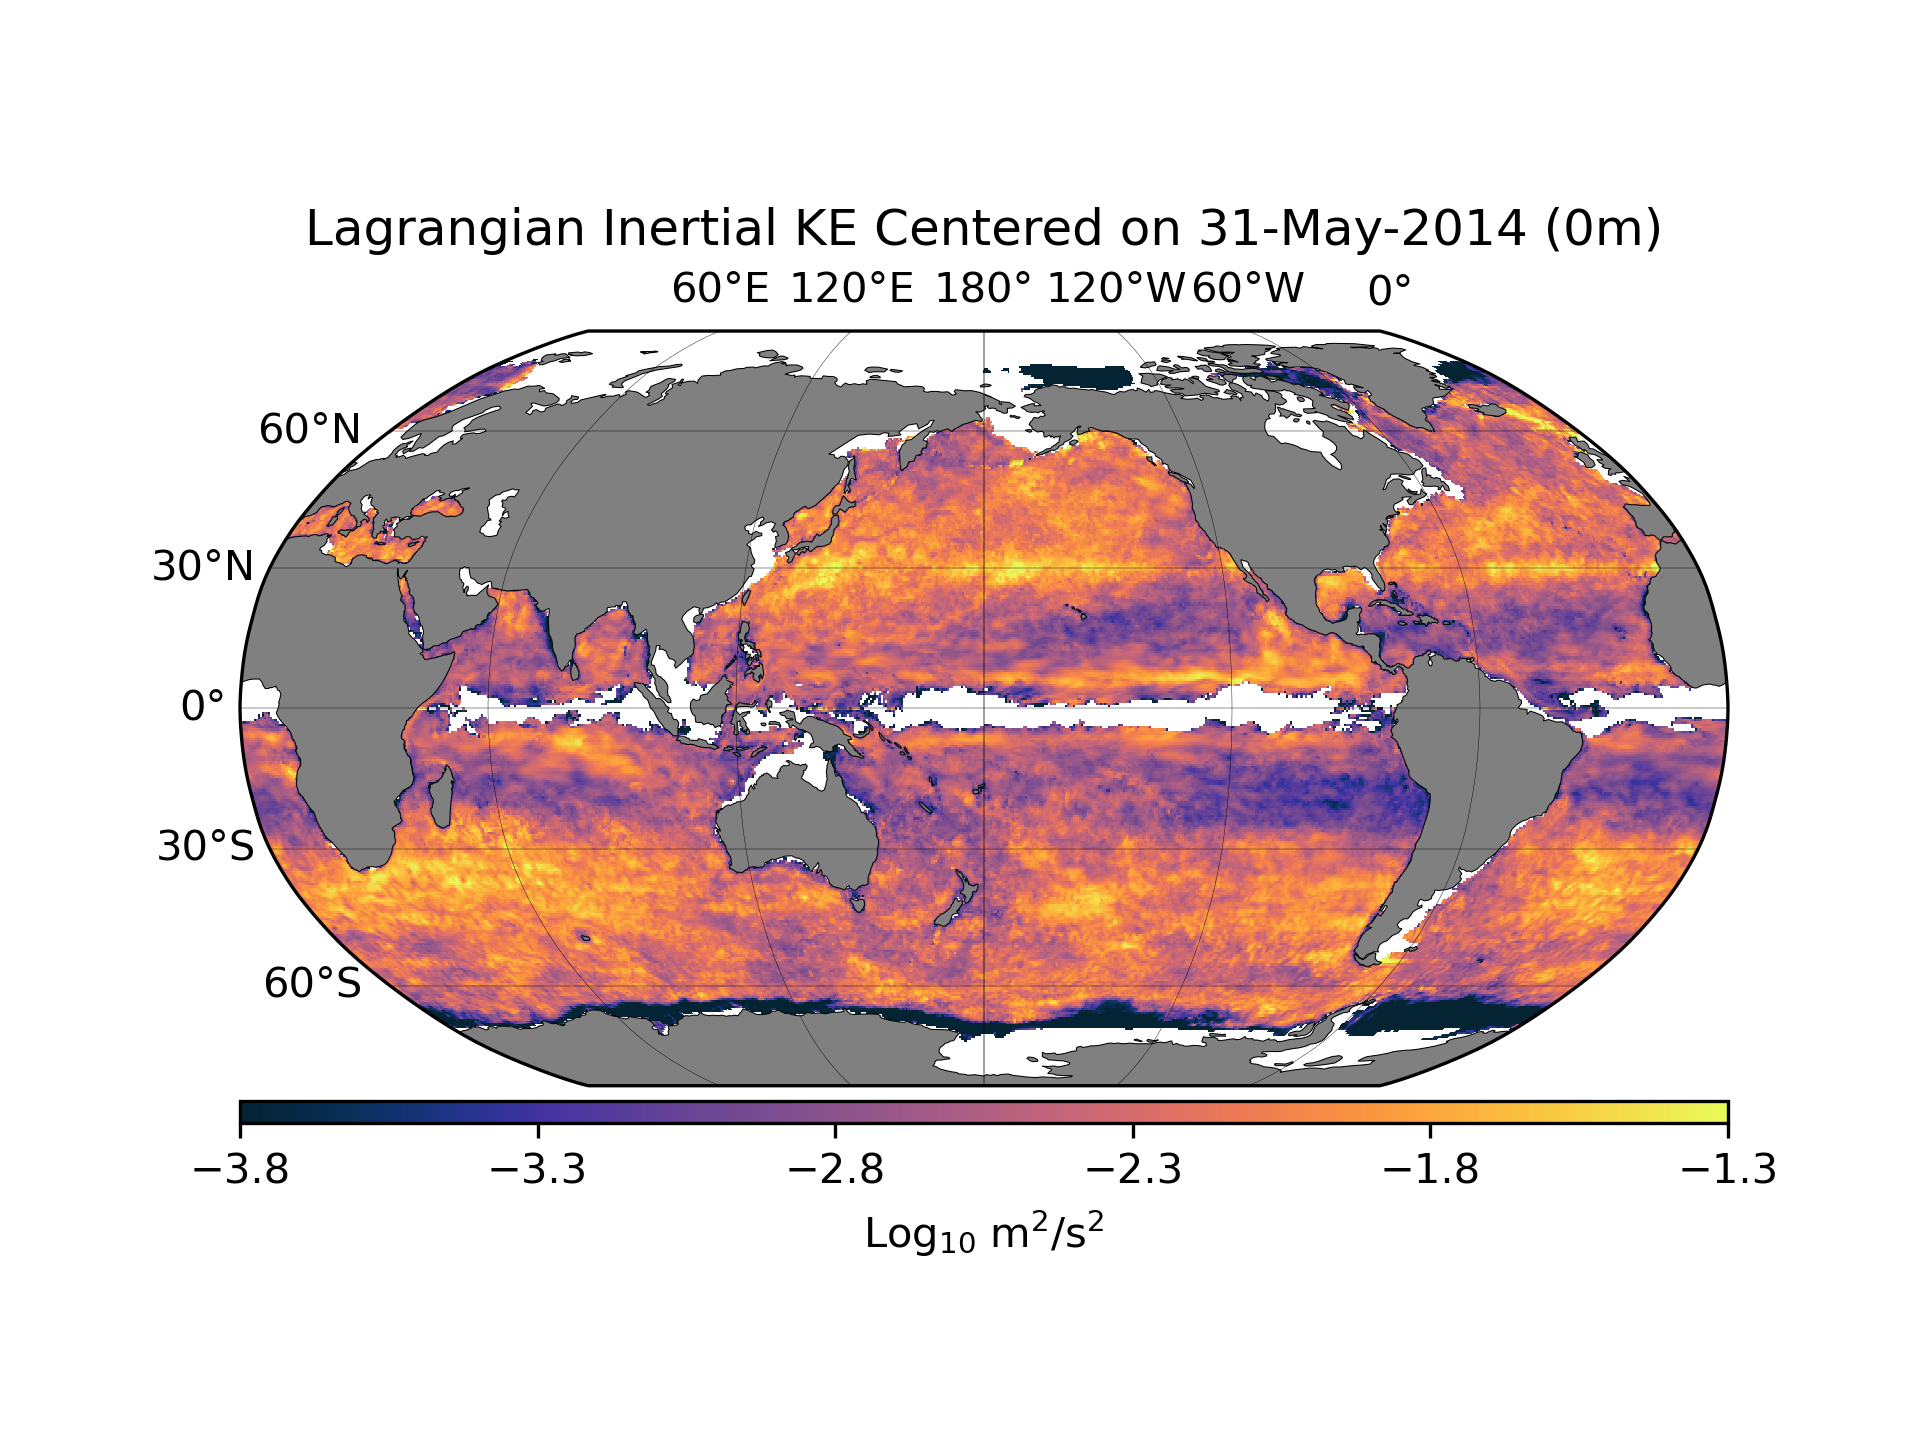 Lagrangian Inertial KE Centered on 31-May-2014 (0m)
60°E 120°E 180° 120°W 60°W 0°
60°N
30°N
0°
30°S
60°S
−3.8 −3.3 −2.8 −2.3 −1.8 −1.3
Log₁₀ m²/s²